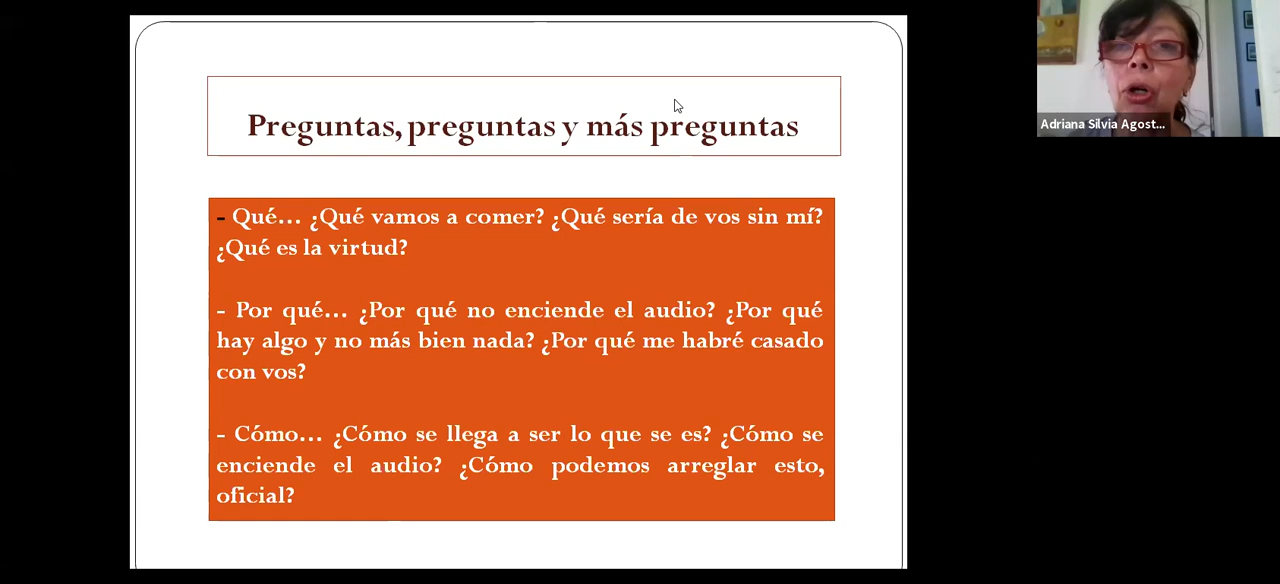 Preguntas, preguntas y más preguntas
- Qué... ¿Qué vamos a comer? ¿Qué sería de vos sin mí?
¿Qué es la virtud?
- Por qué... ¿Por qué no enciende el audio? ¿Por qué
hay algo y no más bien nada? ¿Por qué me habré casado
con vos?
- Cómo... ¿Cómo se llega a ser lo que se es? ¿Cómo se
enciende el audio? ¿Cómo podemos arreglar esto,
oficial?
Adriana Silvia Agost...